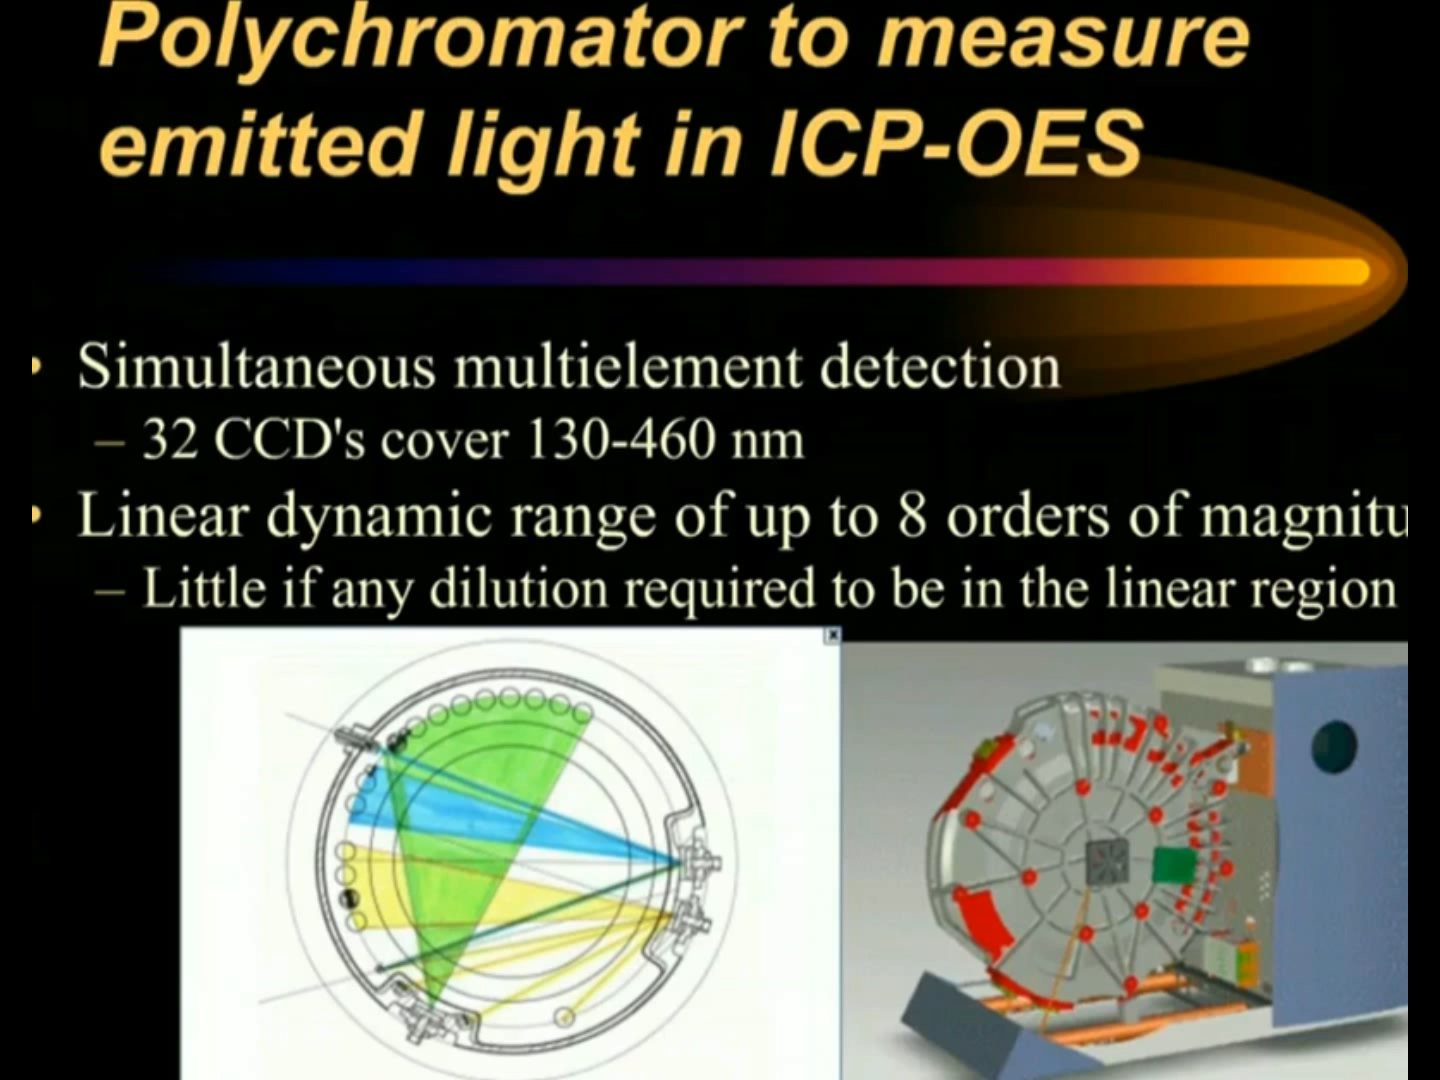 Polychromator to measure
emitted light in ICP-OES
• Simultaneous multielement detection
– 32 CCD's cover 130-460 nm
• Linear dynamic range of up to 8 orders of magnitu
– Little if any dilution required to be in the linear region